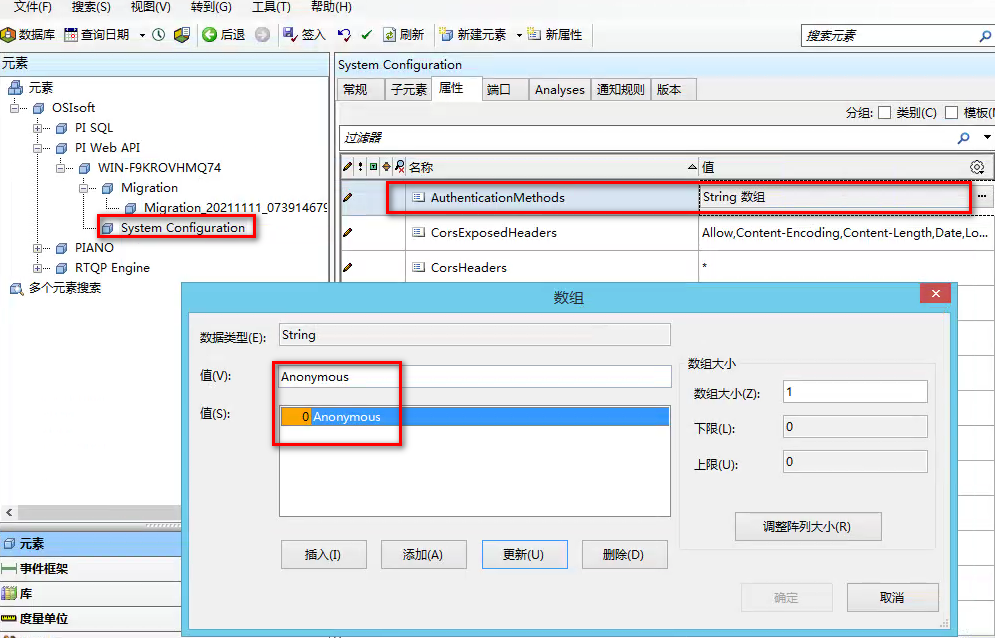 文件(F) 搜索(S) 视图(V) 转到(G) 工具(T) 帮助(H)
数据库 查询日期 后退 签入 刷新 新建元素 新属性 搜索元素
元素
元素
OSIsoft
PI SQL
PI Web API
WIN-F9KROVHMQ74
Migration
Migration_20211111_073914679
System Configuration
PIANO
RTQP Engine
多个元素搜索
System Configuration
常规 子元素 属性 端口 Analyses 通知规则 版本
分组: 类别(C) 模板(
过滤器
名称 值
AuthenticationMethods String 数组 ...
CorsExposedHeaders Allow,Content-Encoding,Content-Length,Date,Lo...
CorsHeaders *
数组
数据类型(E): String
值(V): Anonymous
值(S): 0 Anonymous
数组大小
数组大小(Z): 1
下限(L): 0
上限(U): 0
调整阵列大小(R)
插入(I) 添加(A) 更新(U) 删除(D)
确定 取消
元素
事件框架
库
度量单位